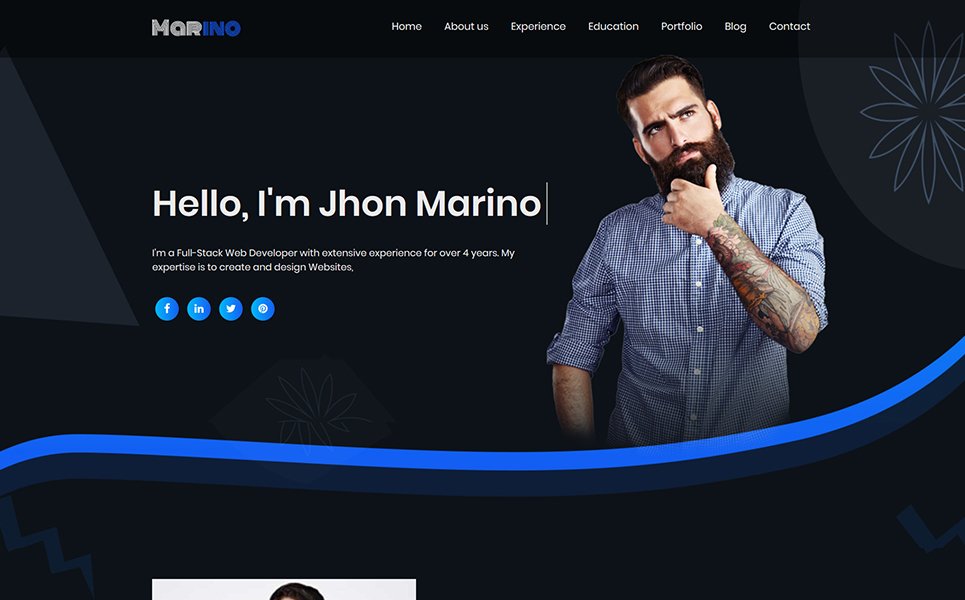 MARINO
Home About us Experience Education Portfolio Blog Contact
Hello, I'm Jhon Marino
I'm a Full-Stack Web Developer with extensive experience for over 4 years. My
expertise is to create and design Websites,